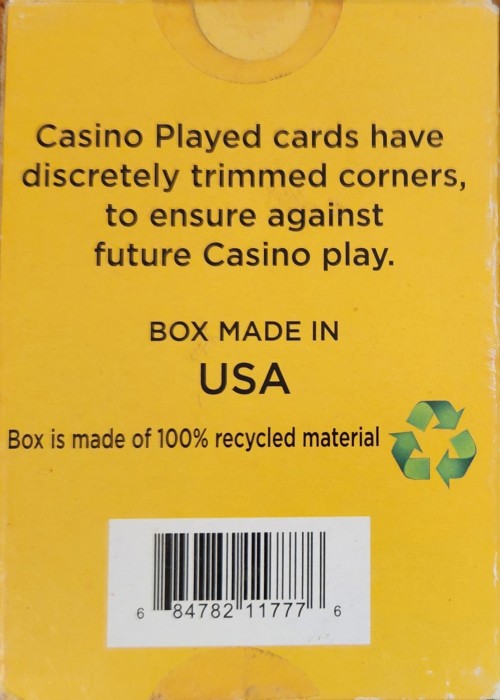 Casino Played cards have
discretely trimmed corners,
to ensure against
future Casino play.
BOX MADE IN
USA
Box is made of 100% recycled material
6 84782 11777 6